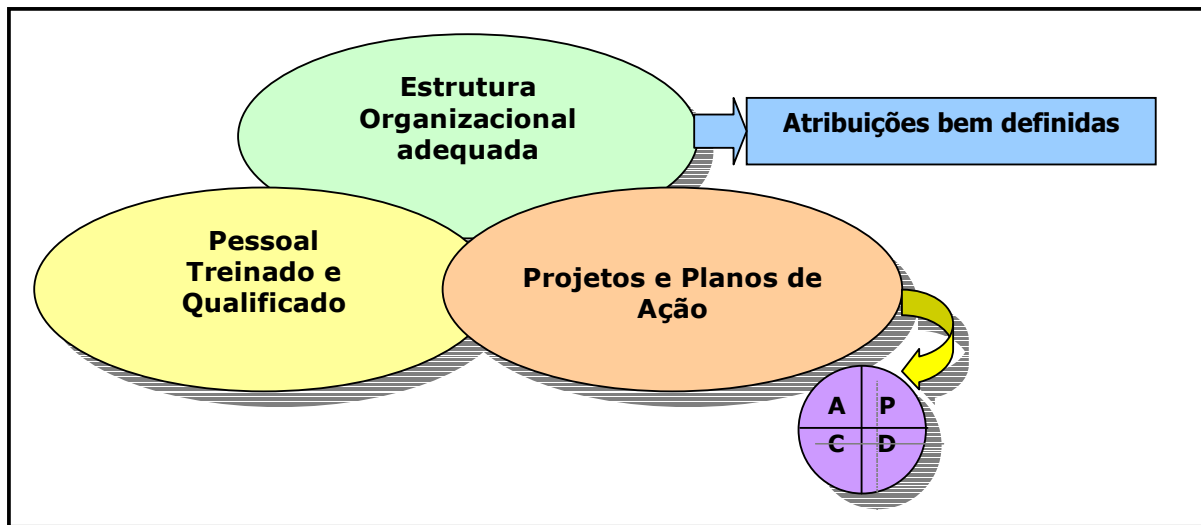 Estrutura
Organizacional
adequada
Atribuições bem definidas
Pessoal
Treinado e
Qualificado
Projetos e Planos de
Ação
A P
C D